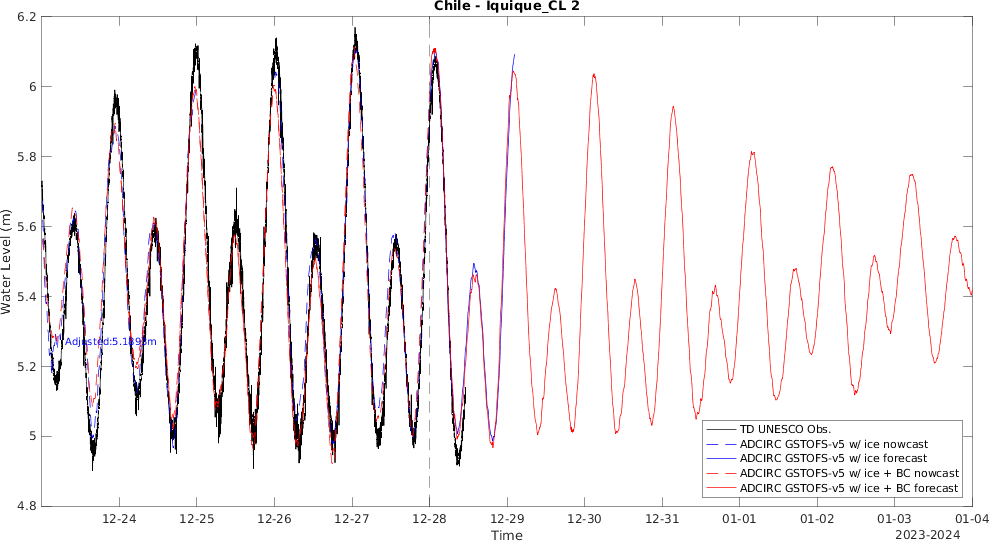 Chile - Iquique_CL 2
6.2
6
5.8
5.6
5.4
5.2
5
4.8
Water Level (m)
Adjusted:5.1893m
TD UNESCO Obs.
ADCIRC GSTOFS-v5 w/ ice nowcast
ADCIRC GSTOFS-v5 w/ ice forecast
ADCIRC GSTOFS-v5 w/ ice + BC nowcast
ADCIRC GSTOFS-v5 w/ ice + BC forecast
12-24 12-25 12-26 12-27 12-28 12-29 12-30 12-31 01-01 01-02 01-03 01-04
Time
2023-2024